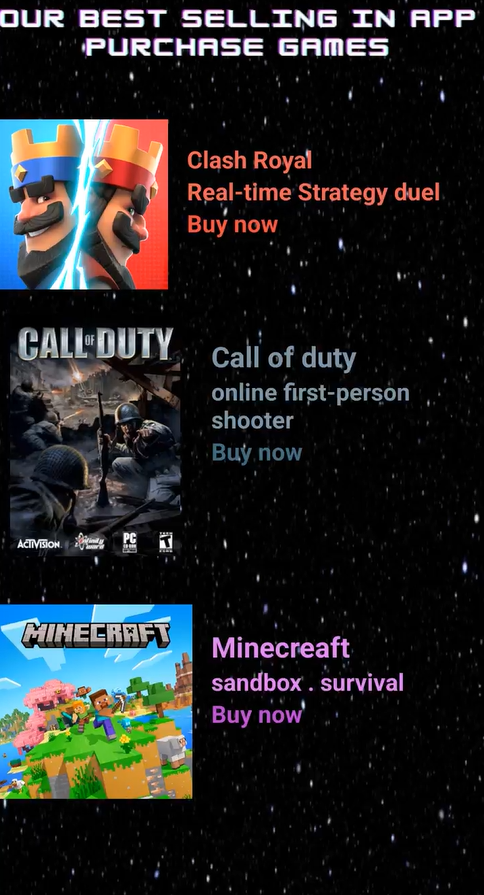 OUR BEST SELLING IN APP
PURCHASE GAMES
Clash Royal
Real-time Strategy duel
Buy now
CALL OF DUTY
Call of duty
online first-person
shooter
Buy now
ACTIVISION
PC
MINECRAFT
Minecreaft
sandbox . survival
Buy now